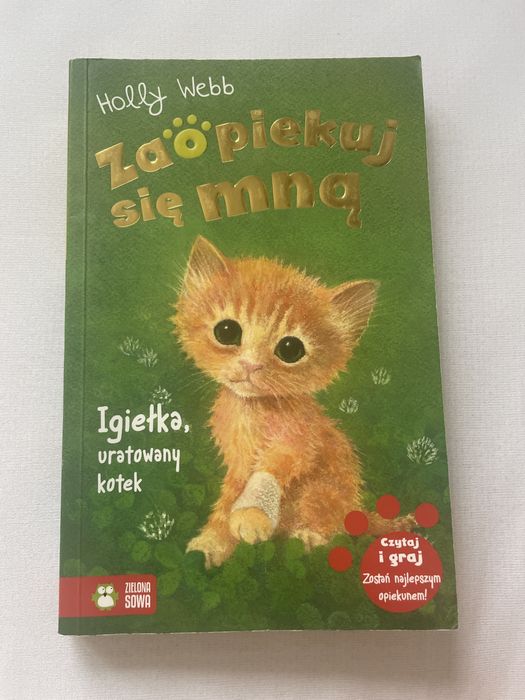 Holly Webb
Zaopiekuj
się mną
Igiełka,
uratowany
kotek
Czytaj
i graj
Zostań najlepszym
opiekunem!
ZIELONA
SOWA